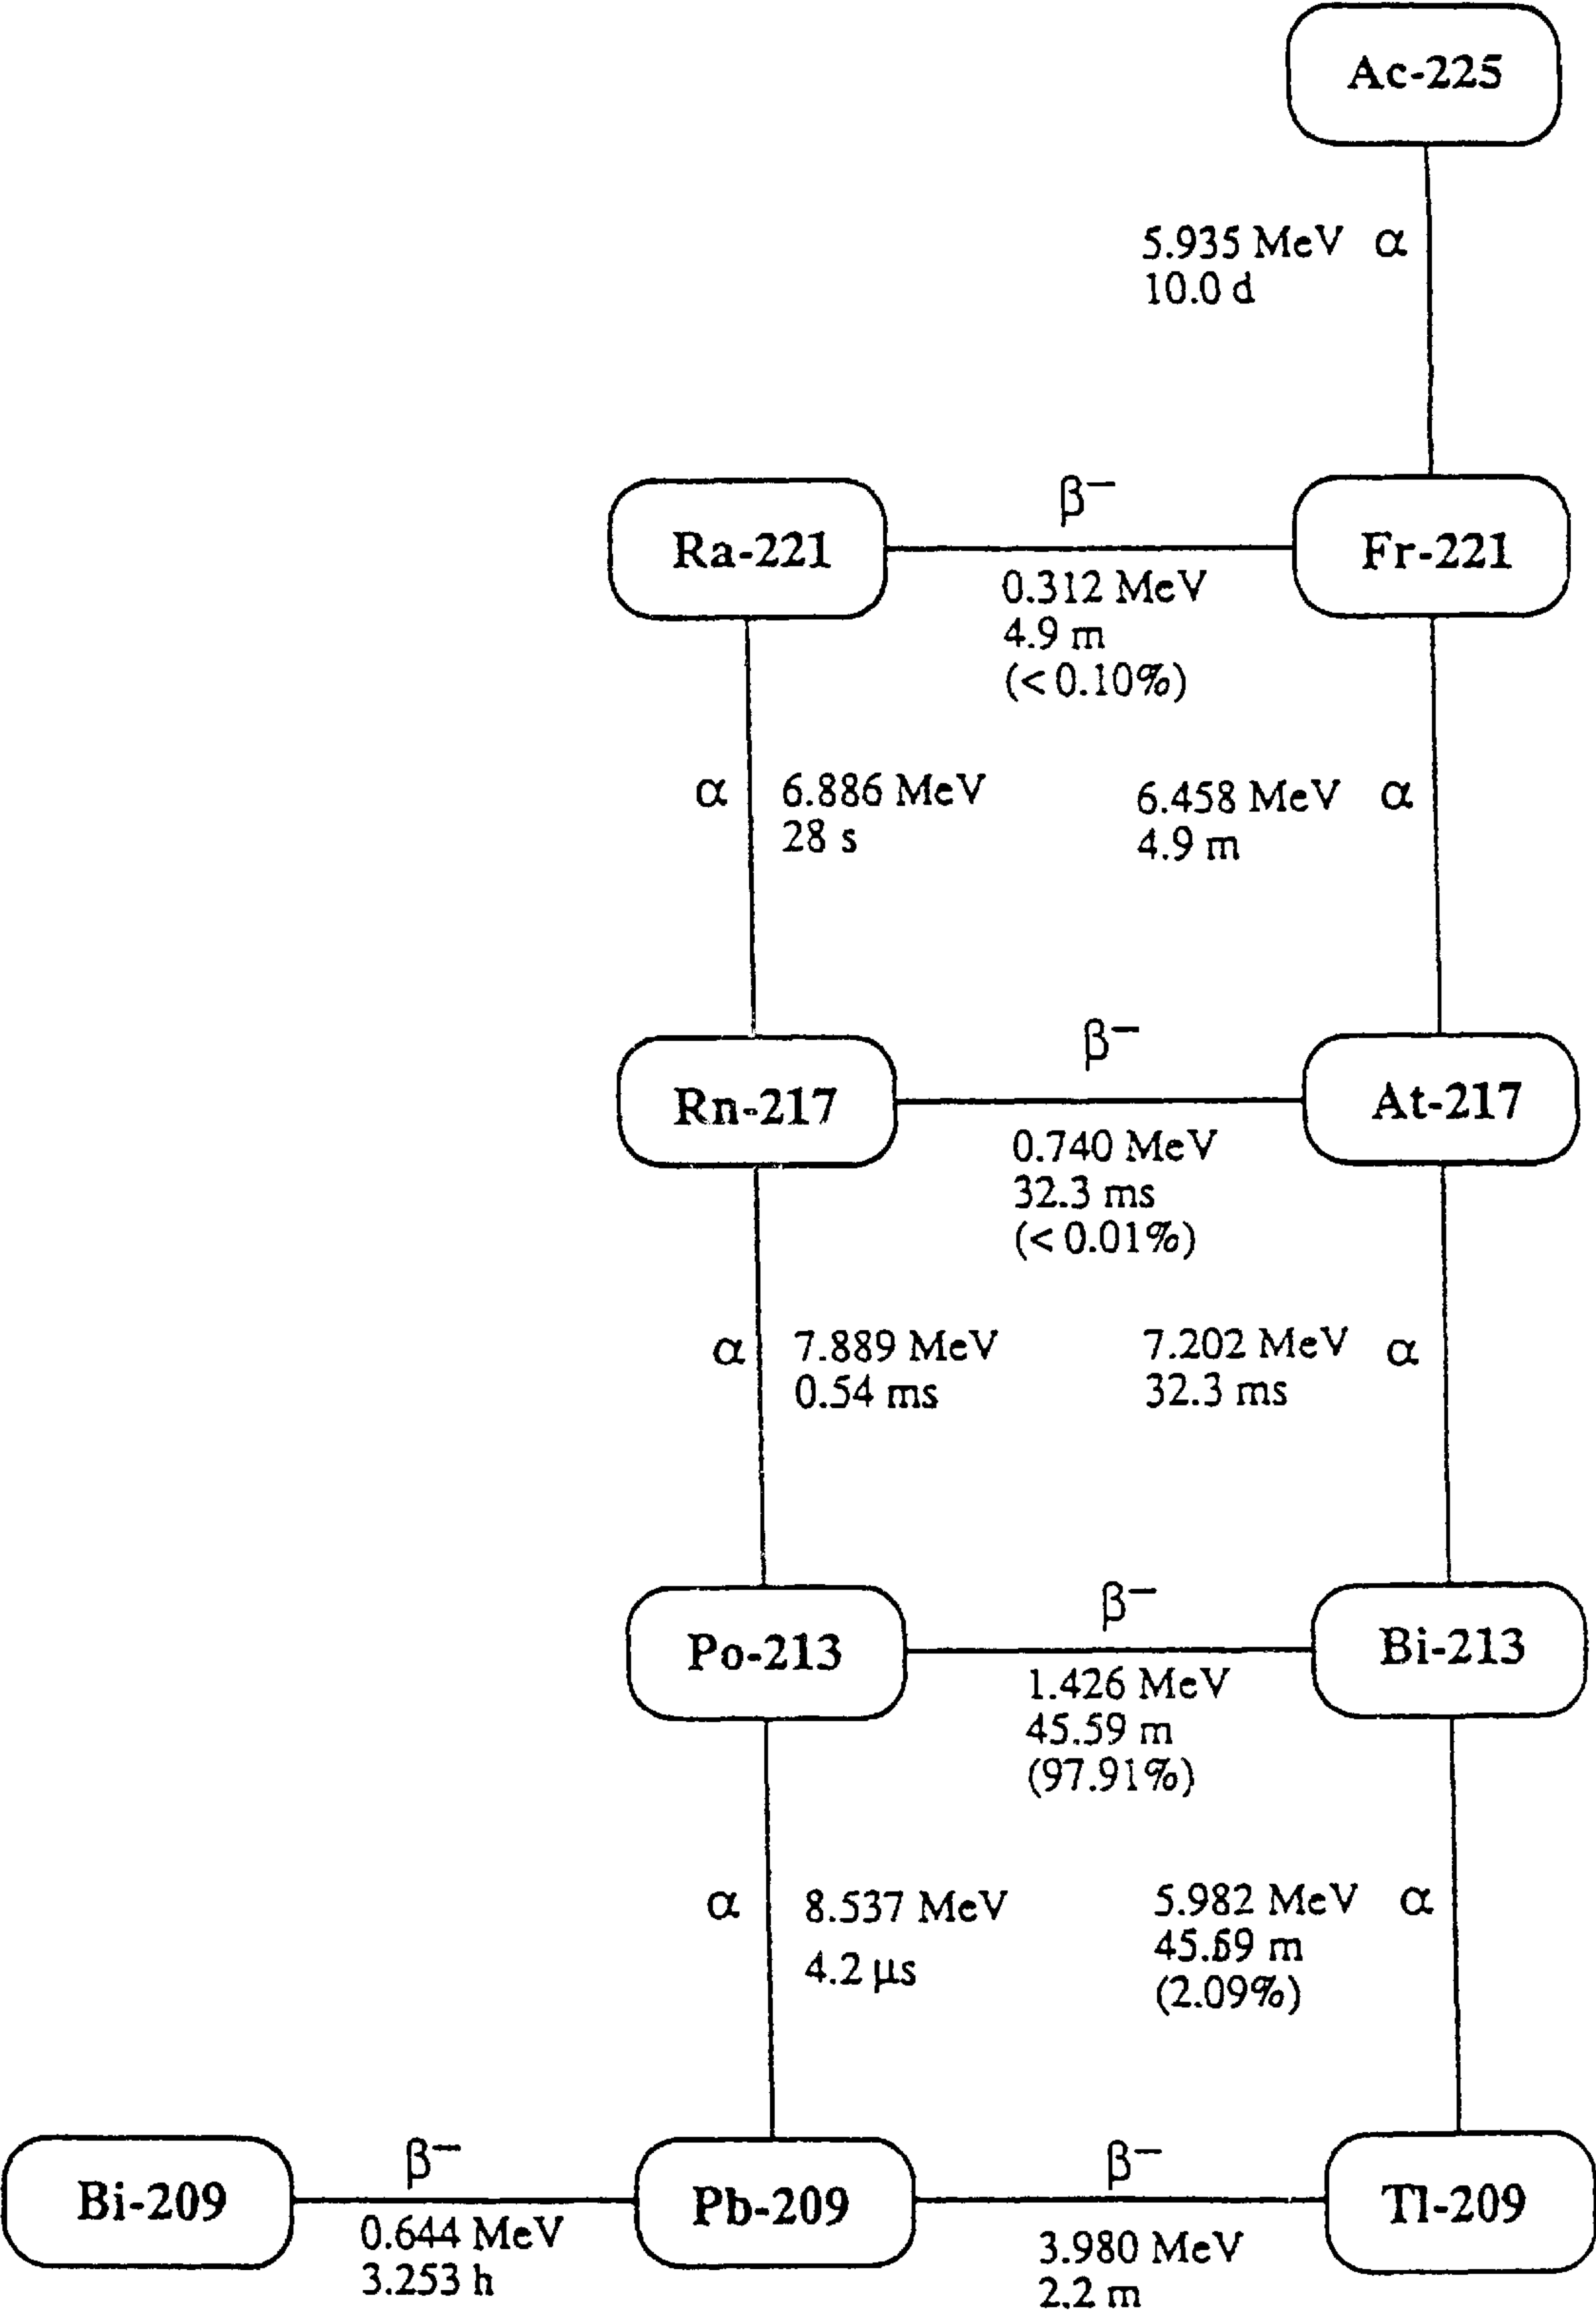 Ac-225
5.935 MeV α
10.0 d
β⁻
Ra-221
Fr-221
0.312 MeV
4.9 m
(< 0.10%)
α 6.886 MeV
28 s
6.458 MeV α
4.9 m
β⁻
Rn-217
At-217
0.740 MeV
32.3 ms
(< 0.01%)
α 7.889 MeV
0.54 ms
7.202 MeV α
32.3 ms
β⁻
Po-213
Bi-213
1.426 MeV
45.59 m
(97.91%)
α 8.537 MeV
4.2 µs
5.982 MeV α
45.59 m
(2.09%)
β⁻
β⁻
Bi-209
Pb-209
Tl-209
0.644 MeV
3.253 h
3.980 MeV
2.2 m